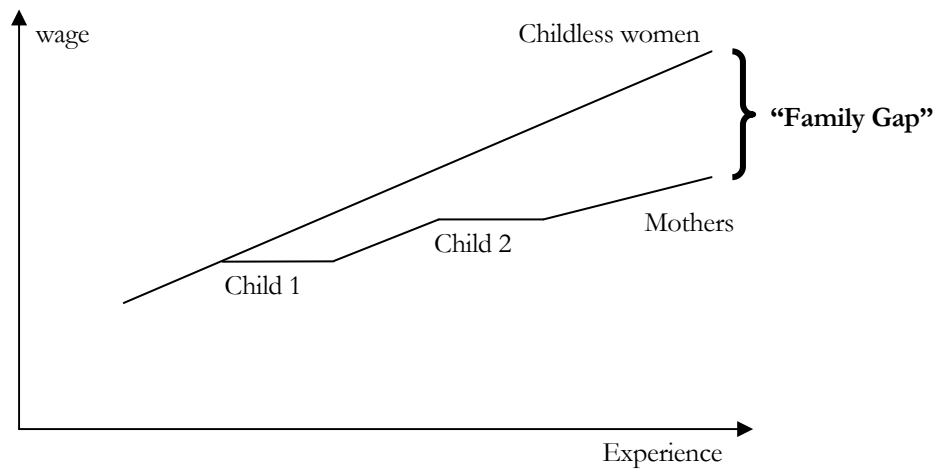 wage
Childless women
“Family Gap”
Mothers
Child 2
Child 1
Experience